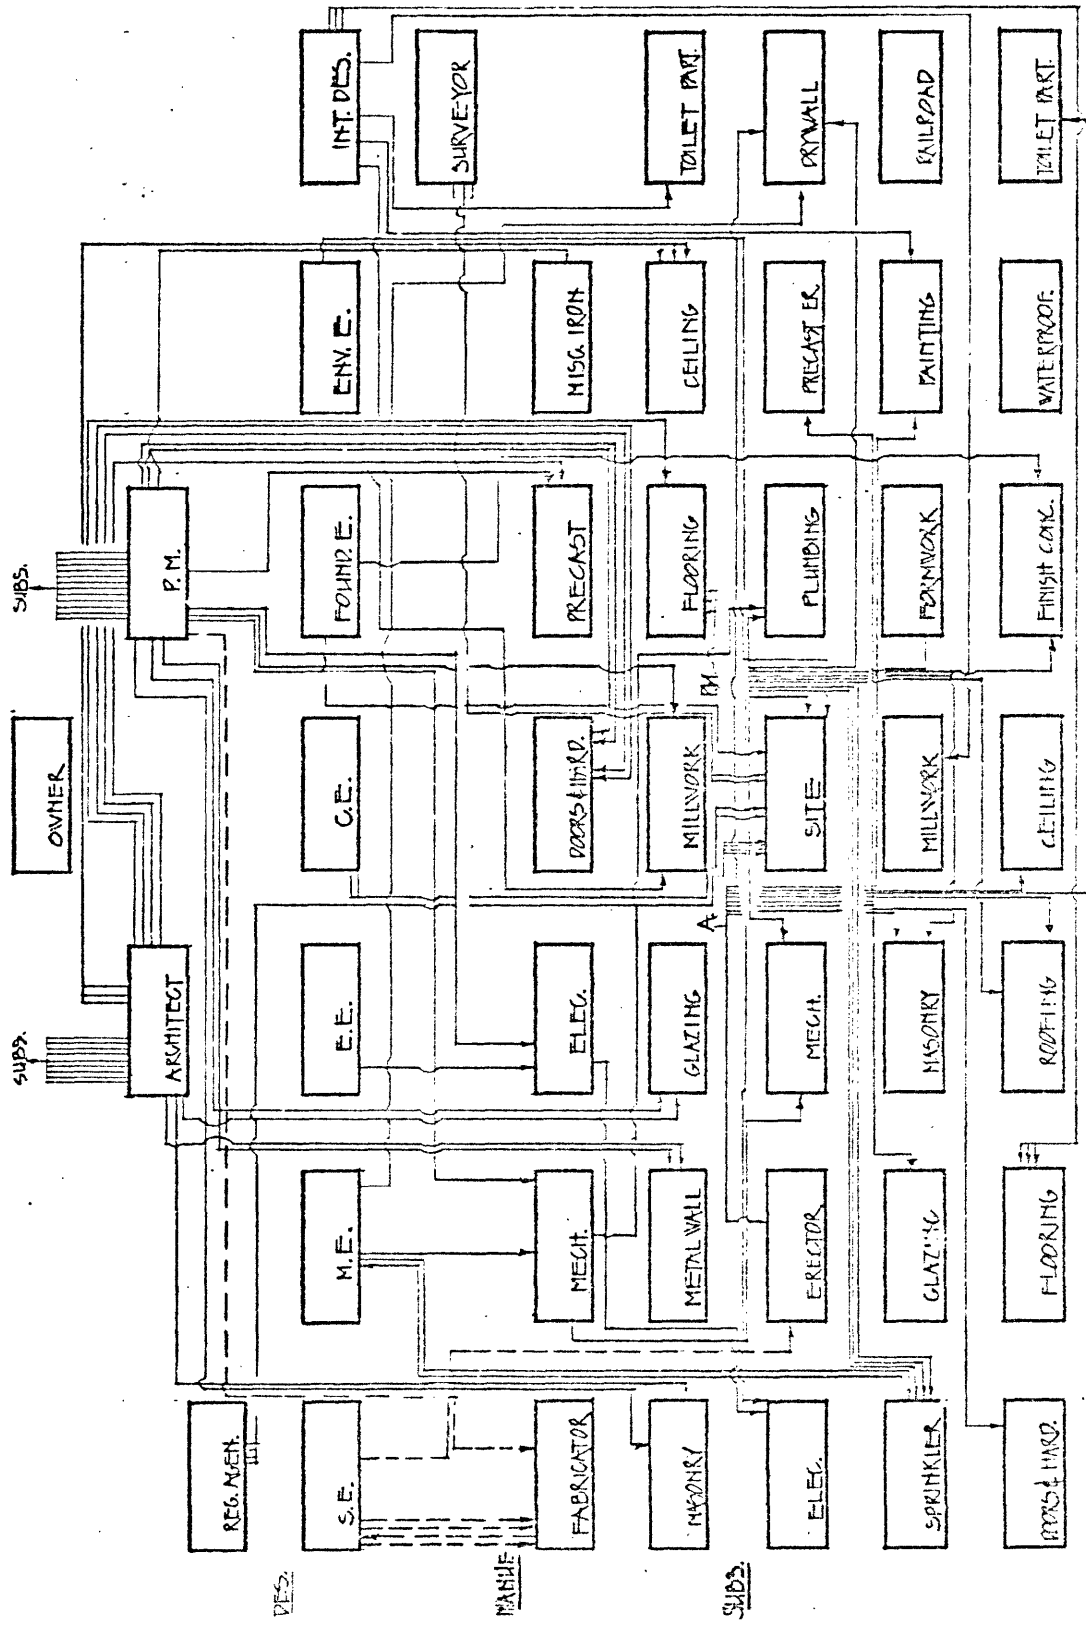 SUBS.
OWNER
SUBS.
ARCHITECT
P.M.
REG. AGEN.
DES.
S.E.
M.E.
E.E.
C.E.
FOUND. E.
ENV. E.
INT. DES.
SURVEYOR
MANUF.
FABRICATOR
MECH.
ELEC.
DOORS & HARD.
PRECAST
MISC. IRON
MASONRY
METAL WALL
GLAZING
MILLWORK
FLOORING
CEILING
TOILET PART.
A.
PM.
SUBS.
ELEC.
ERECTOR
MECH.
SITE
PLUMBING
PRECAST ER
DRYWALL
SPRINKLER
GLAZING
MASONRY
MILLWORK
FORMWORK
PAINTING
RAILROAD
DOORS & HARD.
FLOORING
ROOFING
CEILING
FINISH CONC.
WATERPROOF.
TOILET PART.